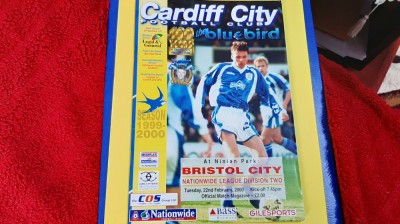 Cardiff City
FOOTBALL CLUB
the bluebird
SEASON
1999-
2000
At Ninian Park
BRISTOL CITY
NATIONWIDE LEAGUE DIVISION TWO
Tuesday, 22nd February, 2000 Kick-off 7.45pm
Official Match Magazine - £2.00
COS
Nationwide
BASS
GILESPORTS